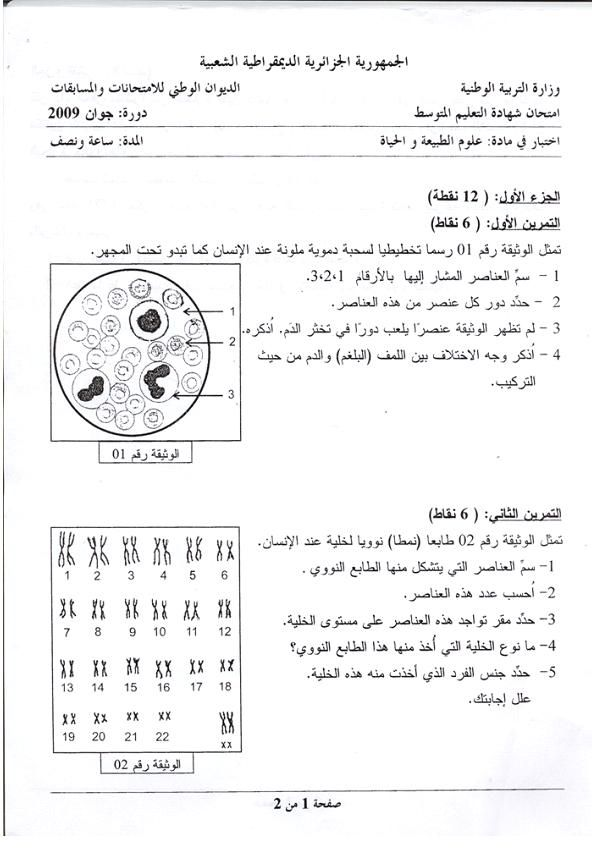 الجمهورية الجزائرية الديمقراطية الشعبية
وزارة التربية الوطنية الديوان الوطني للامتحانات والمسابقات
امتحان شهادة التعليم المتوسط دورة: جوان 2009
اختبار في مادة: علوم الطبيعة و الحياة المدة: ساعة ونصف
الجزء الأول: ( 12 نقطة)
التمرين الأول: ( 6 نقاط)
تمثل الوثيقة رقم 01 رسما تخطيطيا لسحبة دموية ملونة عند الإنسان كما تبدو تحت المجهر.
1 - سمِّ العناصر المشار إليها بالأرقام 1،2،3.
2 - حدّد دور كل عنصر من هذه العناصر.
3 - لم تظهر الوثيقة عنصرًا يلعب دورًا في تخثر الدّم. اُذكره.
4 - اُذكر وجه الاختلاف بين اللمف (البلغم) والدم من حيث
التركيب.
1
2
3
الوثيقة رقم 01
التمرين الثاني: ( 6 نقاط)
تمثل الوثيقة رقم 02 طابعا (نمطا) نوويا لخلية عند الإنسان.
1- سمِّ العناصر التي يتشكل منها الطابع النووي .
2- اُحسب عدد هذه العناصر.
3- حدّد مقر تواجد هذه العناصر على مستوى الخلية.
4- ما نوع الخلية التي أُخذ منها هذا الطابع النووي؟
5- حدّد جنس الفرد الذي أخذت منه هذه الخلية.
علل إجابتك.
1 2 3 4 5 6
7 8 9 10 11 12
13 14 15 16 17 18
19 20 21 22 xx
الوثيقة رقم 02
صفحة 1 من 2